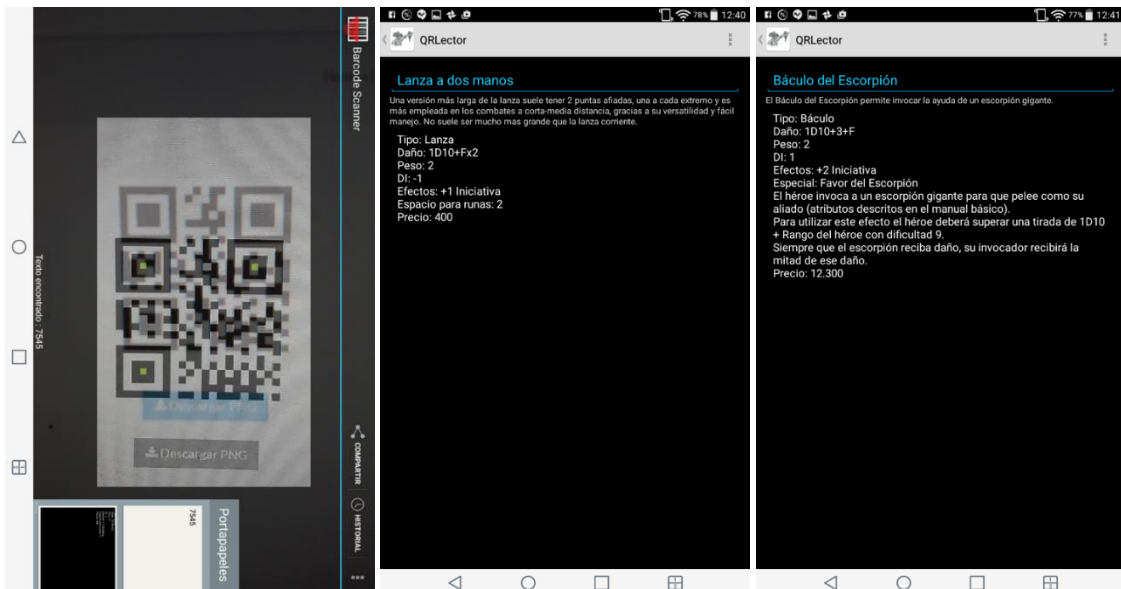 Barcode Scanner
COMPARTIR
HISTORIAL
Descargar PNG
Descargar PNG
Texto encontrado : 7545
Portapapeles
7545
78% 12:40
QRLector
Lanza a dos manos
Una versión más larga de la lanza suele tener 2 puntas afiadas, una a cada extremo y es
más empleada en los combates a corta-media distancia, gracias a su versatilidad y fácil
manejo. No suele ser mucho mas grande que la lanza corriente.
Tipo: Lanza
Daño: 1D10+Fx2
Peso: 2
DI: -1
Efectos: +1 Iniciativa
Espacio para runas: 2
Precio: 400
77% 12:41
QRLector
Báculo del Escorpión
El Báculo del Escorpión permite invocar la ayuda de un escorpión gigante.
Tipo: Báculo
Daño: 1D10+3+F
Peso: 2
DI: 1
Efectos: +2 Iniciativa
Especial: Favor del Escorpión
El héroe invoca a un escorpión gigante para que pelee como su
aliado (atributos descritos en el manual básico).
Para utilizar este efecto el héroe deberá superar una tirada de 1D10
+ Rango del héroe con dificultad 9.
Siempre que el escorpión reciba daño, su invocador recibirá la
mitad de ese daño.
Precio: 12.300